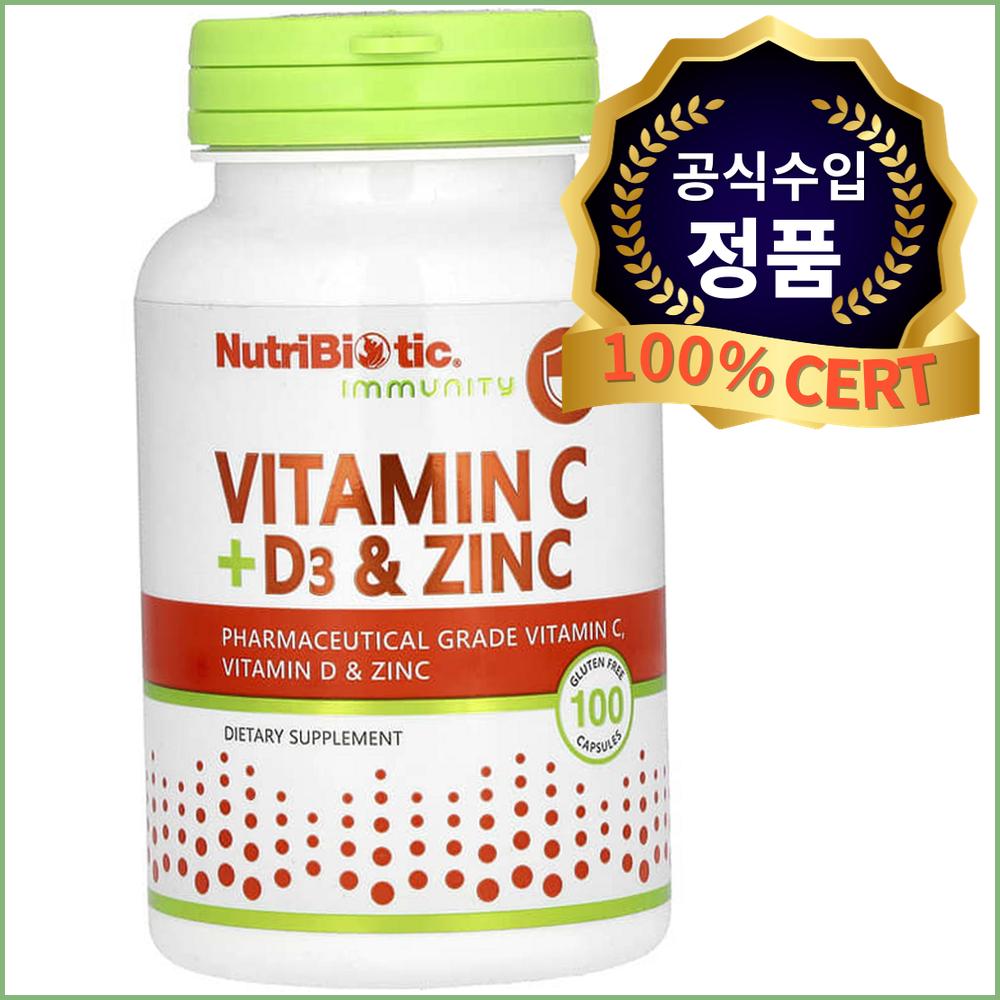 NutriBiotic®
immunity
VITAMIN C
+D3 & ZINC
PHARMACEUTICAL GRADE VITAMIN C,
VITAMIN D & ZINC
GLUTEN FREE
100
CAPSULES
DIETARY SUPPLEMENT
공식수입
정품
100% CERT